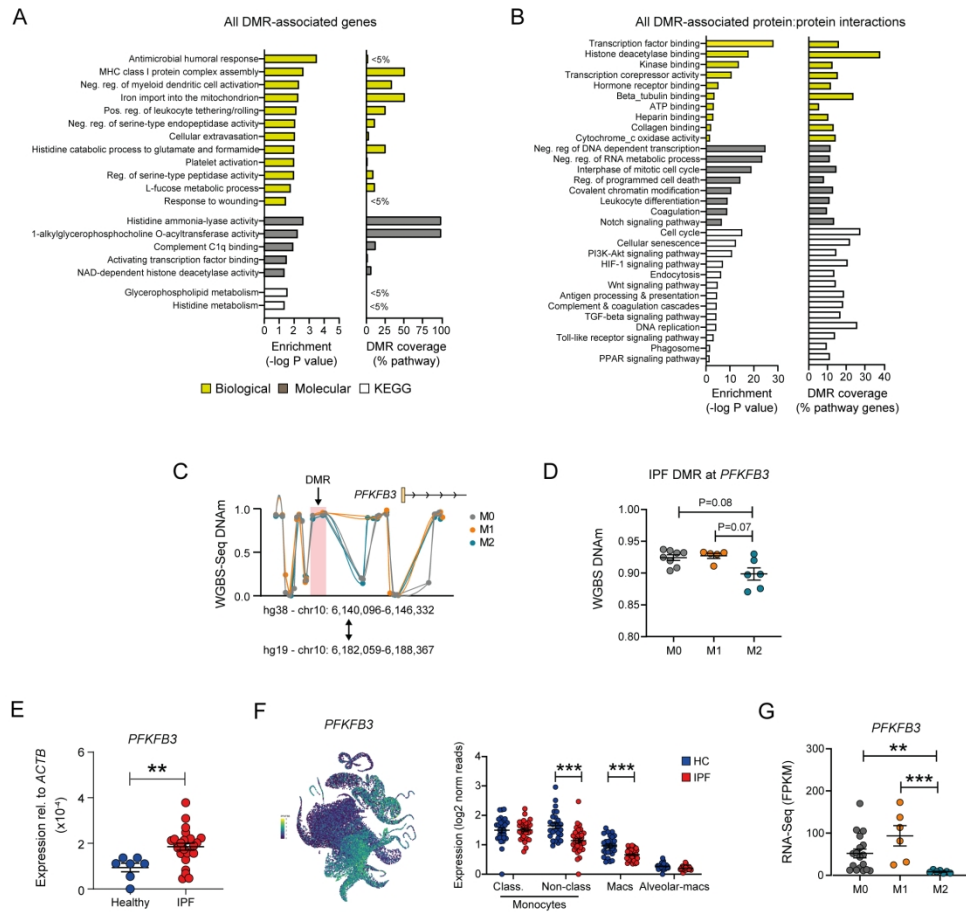 A
All DMR-associated genes
Antimicrobial humoral response
MHC class I protein complex assembly
Neg. reg. of myeloid dendritic cell activation
Iron import into the mitochondrion
Pos. reg. of leukocyte tethering/rolling
Neg. reg. of serine-type endopeptidase activity
Cellular extravasation
Histidine catabolic process to glutamate and formamide
Platelet activation
Reg. of serine-type peptidase activity
L-fucose metabolic process
Response to wounding
Histidine ammonia-lyase activity
1-alkylglycerophosphocholine O-acyltransferase activity
Complement C1q binding
Activating transcription factor binding
NAD-dependent histone deacetylase activity
Glycerophospholipid metabolism
Histidine metabolism
<5%
<5%
<5%
<5%
0 1 2 3 4 5
Enrichment
(-log P value)
0 25 50 75 100
DMR coverage
(% pathway)
Biological Molecular KEGG
B
All DMR-associated protein:protein interactions
Transcription factor binding
Histone deacetylase binding
Kinase binding
Transcription corepressor activity
Hormone receptor binding
Beta_tubulin binding
ATP binding
Heparin binding
Collagen binding
Cytochrome_c oxidase activity
Neg. reg of DNA dependent transcription
Neg. reg. of RNA metabolic process
Interphase of mitotic cell cycle
Reg. of programmed cell death
Covalent chromatin modification
Leukocyte differentiation
Coagulation
Notch signaling pathway
Cell cycle
Cellular senescence
PI3K-Akt signaling pathway
HIF-1 signaling pathway
Endocytosis
Wnt signaling pathway
Antigen processing & presentation
Complement & coagulation cascades
TGF-beta signaling pathway
DNA replication
Toll-like receptor signaling pathway
Phagosome
PPAR signaling pathway
0 10 20 30
Enrichment
(-log P value)
0 10 20 30 40
DMR coverage
(% pathway genes)
C
DMR
PFKFB3
WGBS-Seq DNAm
1.0
0.5
0
M0
M1
M2
hg38 - chr10: 6,140,096-6,146,332
hg19 - chr10: 6,182,059-6,188,367
D
IPF DMR at PFKFB3
P=0.08
P=0.07
WGBS DNAm
1.00
0.95
0.90
0.80
M0 M1 M2
E
PFKFB3
**
Expression rel. to ACTB
(x10-4)
6
4
2
0
Healthy IPF
F
PFKFB3
Expression (log2 norm reads)
4
3
2
1
0
*** ***
HC
IPF
Class. Non-class Macs Alveolar-macs
Monocytes
G
PFKFB3
**
***
RNA-Seq (FPKM)
300
200
100
0
M0 M1 M2